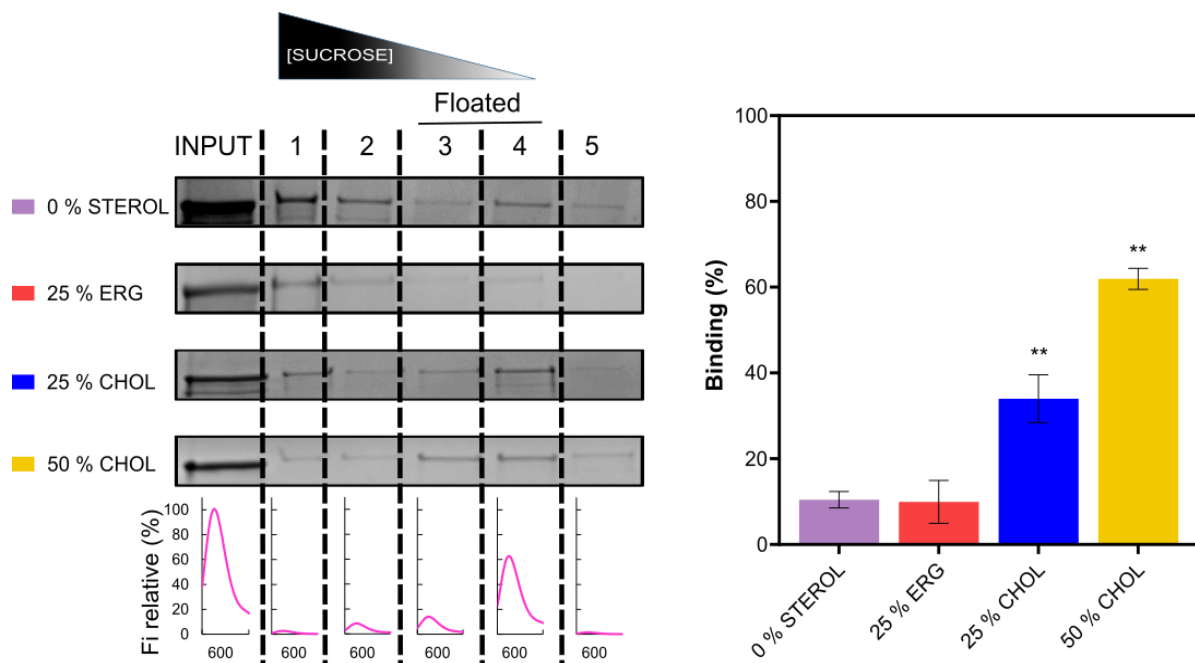 [SUCROSE]
Floated
INPUT 1 2 3 4 5
0 % STEROL
25 % ERG
25 % CHOL
50 % CHOL
Fi relative (%)
100
80
60
40
20
0
600 600 600 600 600 600
Binding (%)
100
80
60
40
20
0
**
**
0 % STEROL
25 % ERG
25 % CHOL
50 % CHOL